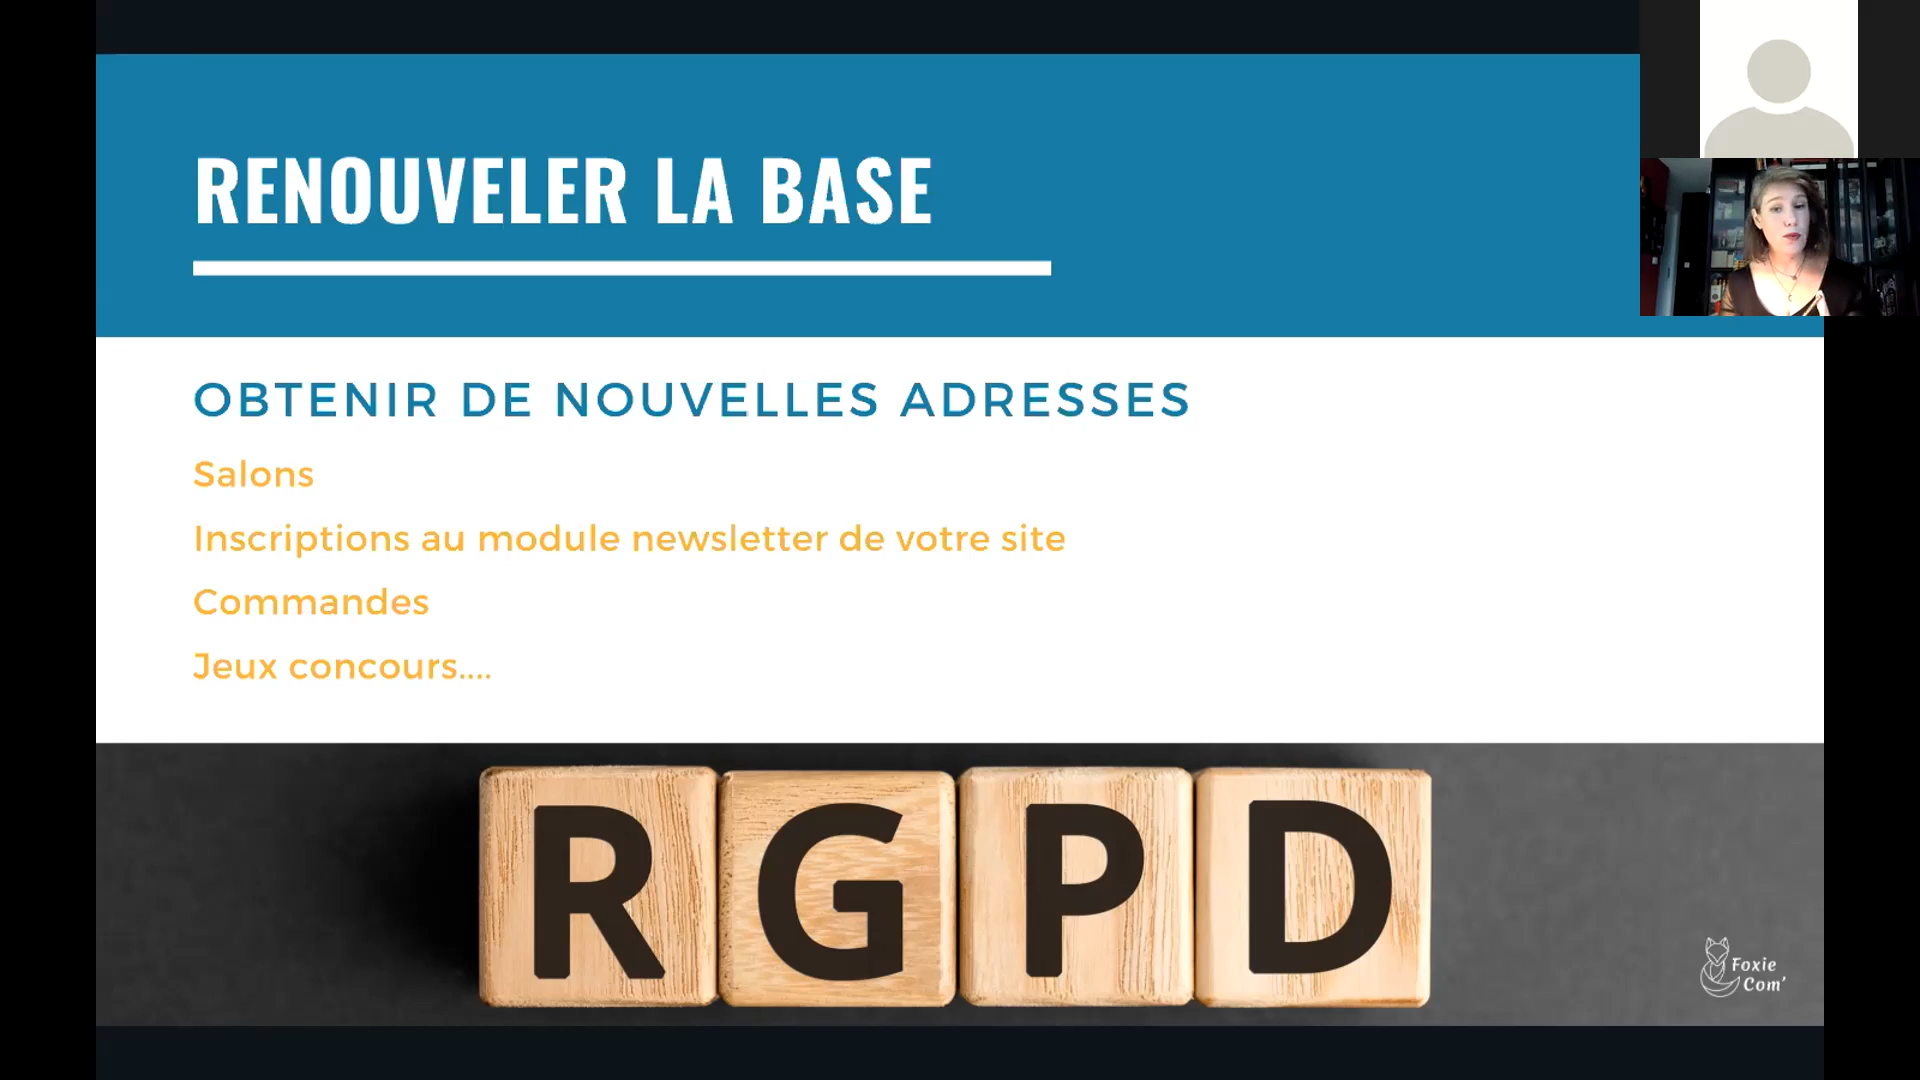 RENOUVELER LA BASE
OBTENIR DE NOUVELLES ADRESSES
Salons
Inscriptions au module newsletter de votre site
Commandes
Jeux concours....
RGPD
Foxie
Com'